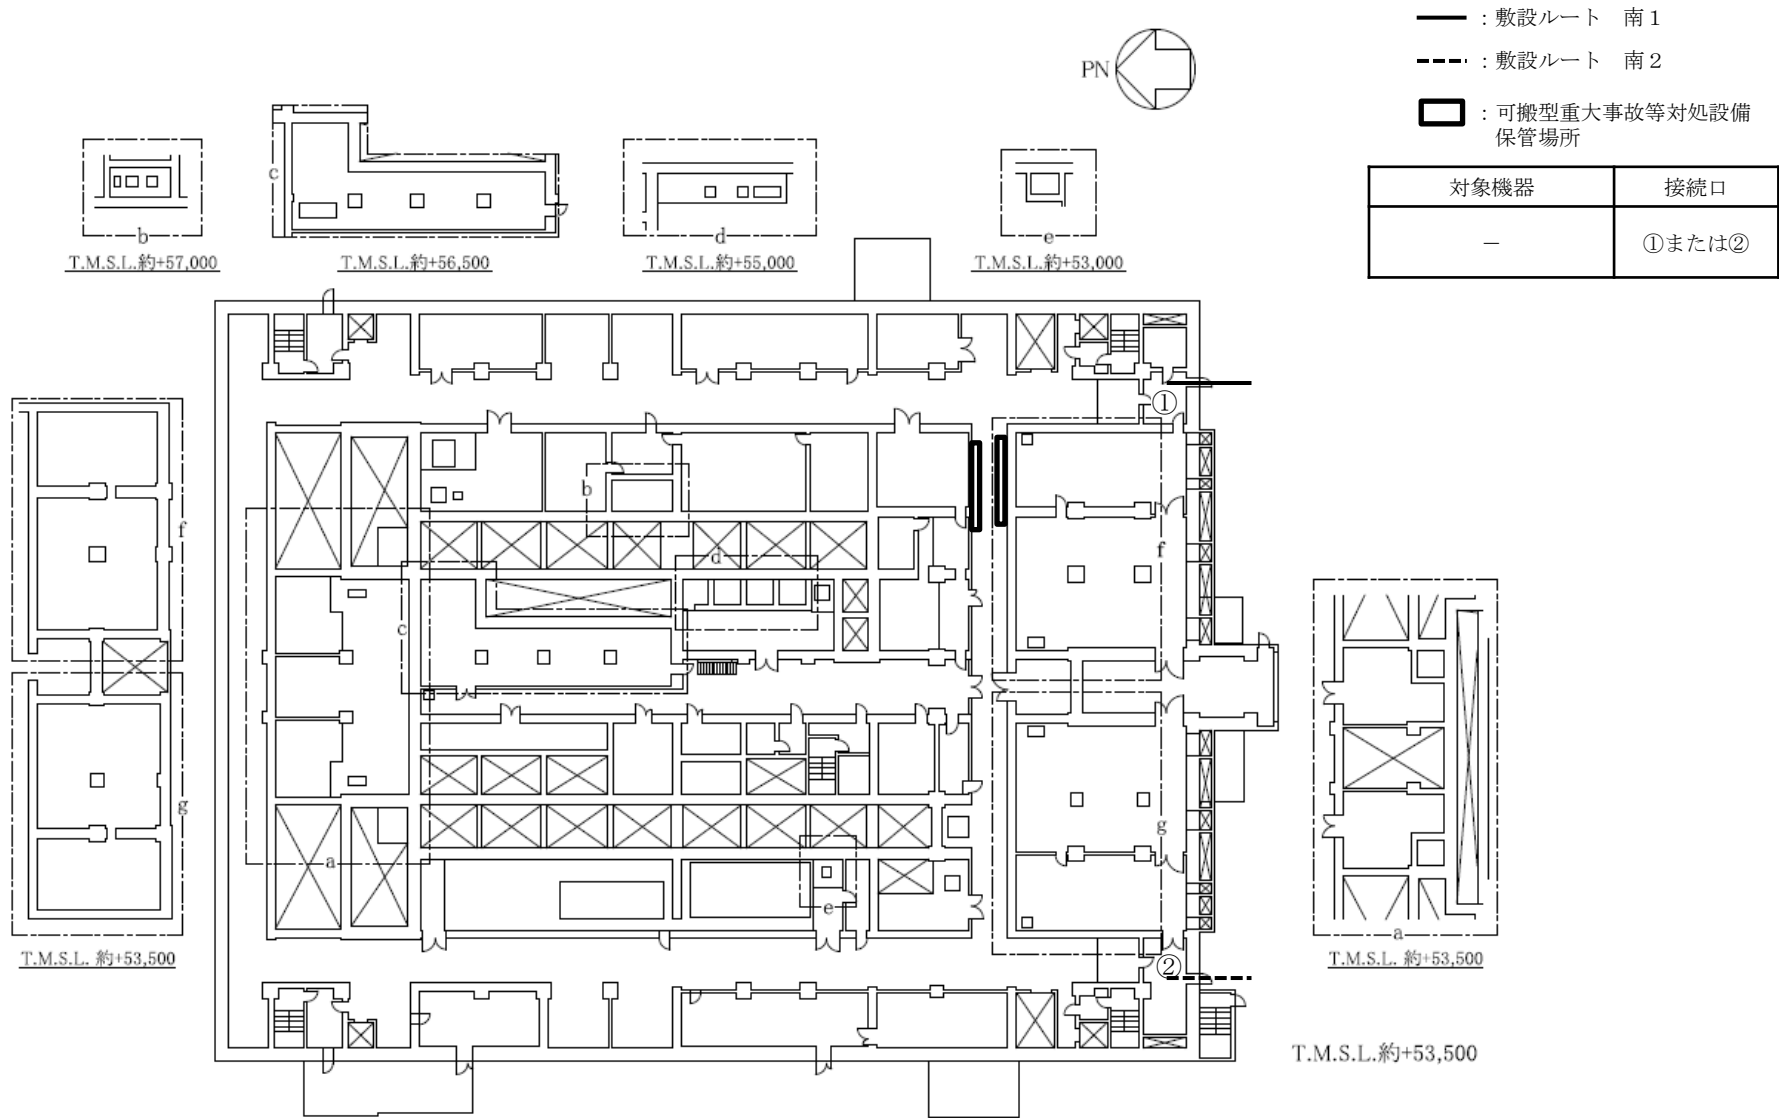 ：敷設ルート　南１
：敷設ルート　南２
：可搬型重大事故等対処設備
保管場所
PN
対象機器
接続口
－
①または②
b
T.M.S.L.約+57,000
c
T.M.S.L.約+56,500
d
T.M.S.L.約+55,000
e
T.M.S.L.約+53,000
①
f
b
d
f
c
g
g
a
e
②
T.M.S.L. 約+53,500
a
T.M.S.L. 約+53,500
T.M.S.L.約+53,500